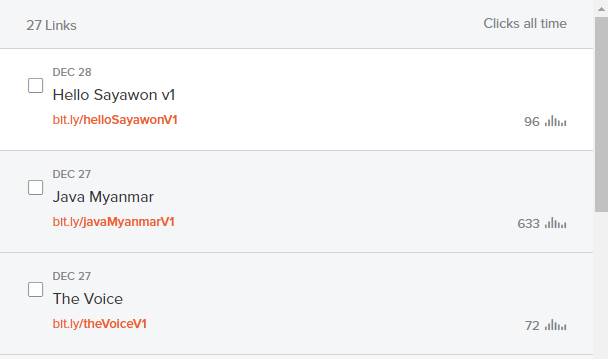 27 Links
Clicks all time
DEC 28
Hello Sayawon v1
bit.ly/helloSayawonV1
96
DEC 27
Java Myanmar
bit.ly/javaMyanmarV1
633
DEC 27
The Voice
bit.ly/theVoiceV1
72